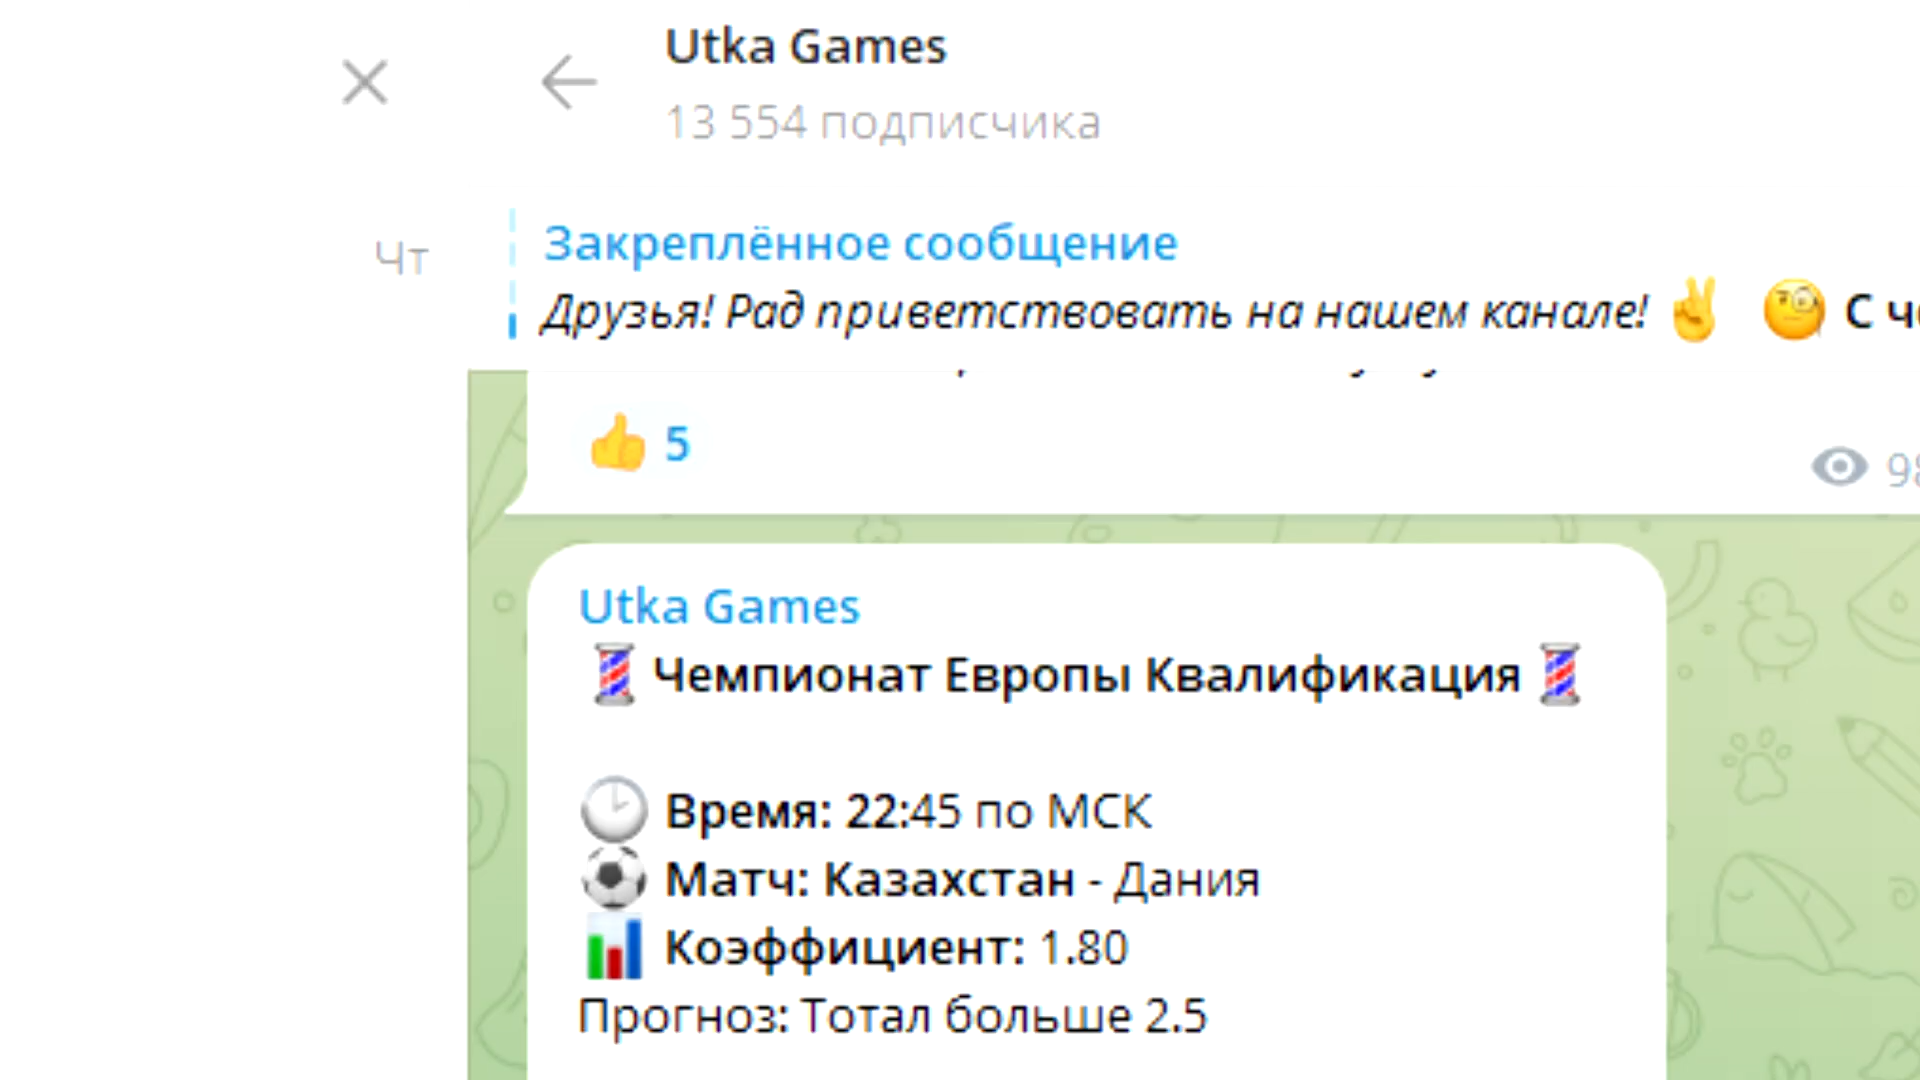 Utka Games
13 554 подписчика
Чт
Закреплённое сообщение
Друзья! Рад приветствовать на нашем канале! ✌️ 🧐 С
👍 5
Utka Games
💈 Чемпионат Европы Квалификация 💈
🕑 Время: 22:45 по МСК
⚽ Матч: Казахстан - Дания
📊 Коэффициент: 1.80
Прогноз: Тотал больше 2.5